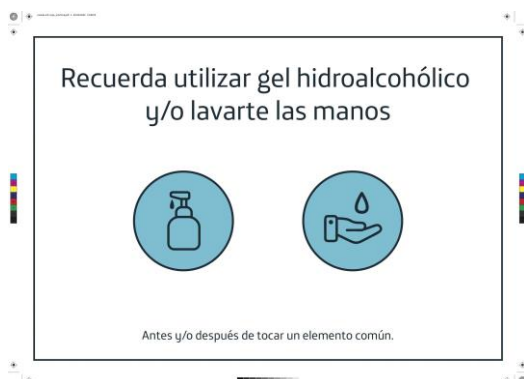 Recuerda utilizar gel hidroalcohólico
y/o lavarte las manos
Antes y/o después de tocar un elemento común.